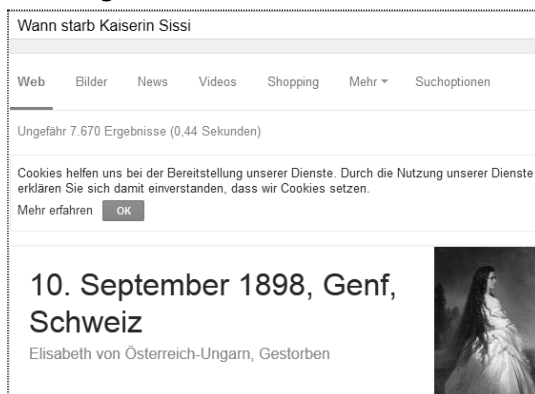 Wann starb Kaiserin Sissi
Web Bilder News Videos Shopping Mehr Suchoptionen
Ungefähr 7.670 Ergebnisse (0,44 Sekunden)
Cookies helfen uns bei der Bereitstellung unserer Dienste. Durch die Nutzung unserer Dienste
erklären Sie sich damit einverstanden, dass wir Cookies setzen.
Mehr erfahren OK
10. September 1898, Genf,
Schweiz
Elisabeth von Österreich-Ungarn, Gestorben